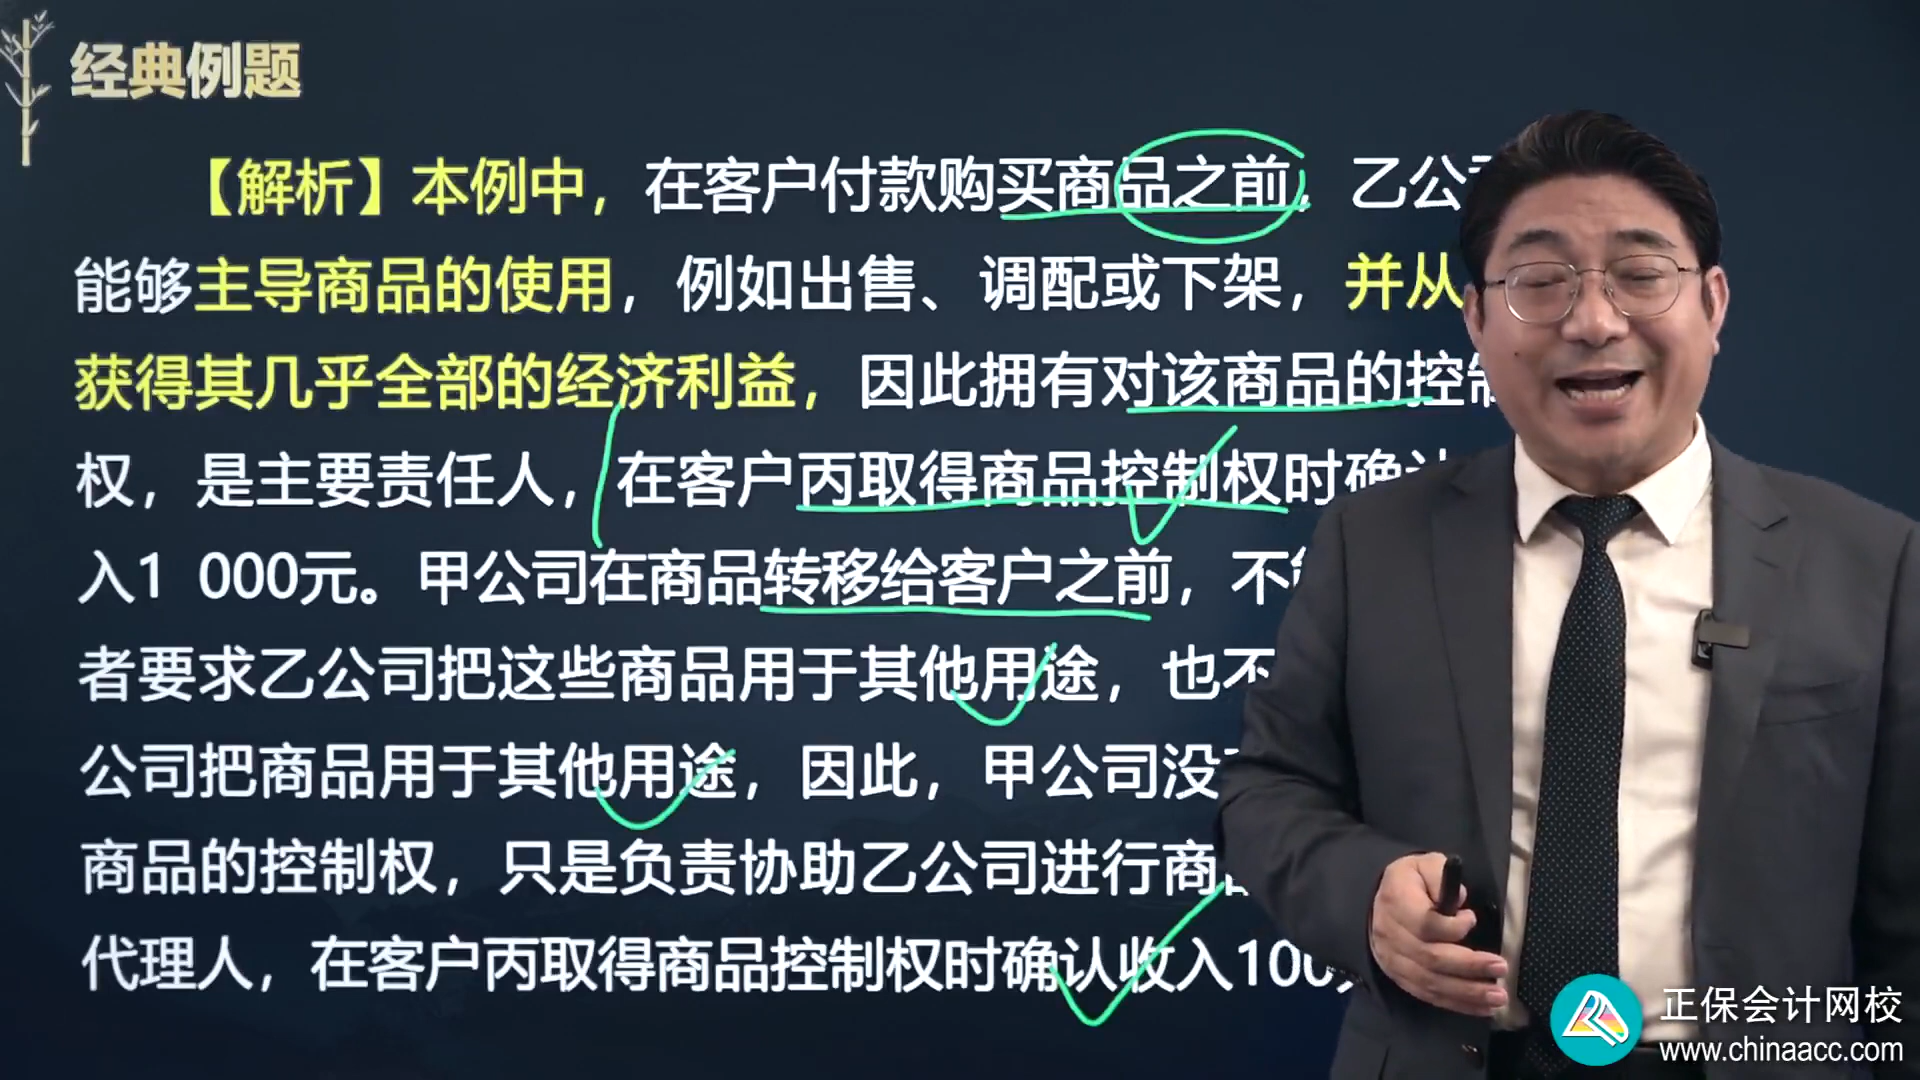 经典例题
【解析】本例中，在客户付款购买商品之前，乙公
能够主导商品的使用，例如出售、调配或下架，并从
获得其几乎全部的经济利益，因此拥有对该商品的控制
权，是主要责任人，在客户丙取得商品控制权时确
入1 000元。甲公司在商品转移给客户之前，不
者要求乙公司把这些商品用于其他用途，也不
公司把商品用于其他用途，因此，甲公司没
商品的控制权，只是负责协助乙公司进行商
代理人，在客户丙取得商品控制权时确认收入100
正保会计网校
www.chinaacc.com